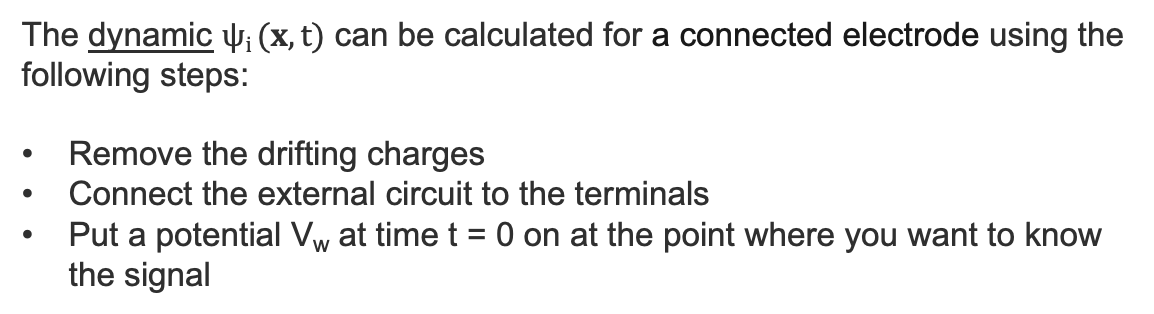 The dynamic ψᵢ (𝐱, t) can be calculated for a connected electrode using the
following steps:
• Remove the drifting charges
• Connect the external circuit to the terminals
• Put a potential V_w at time t = 0 on at the point where you want to know
the signal